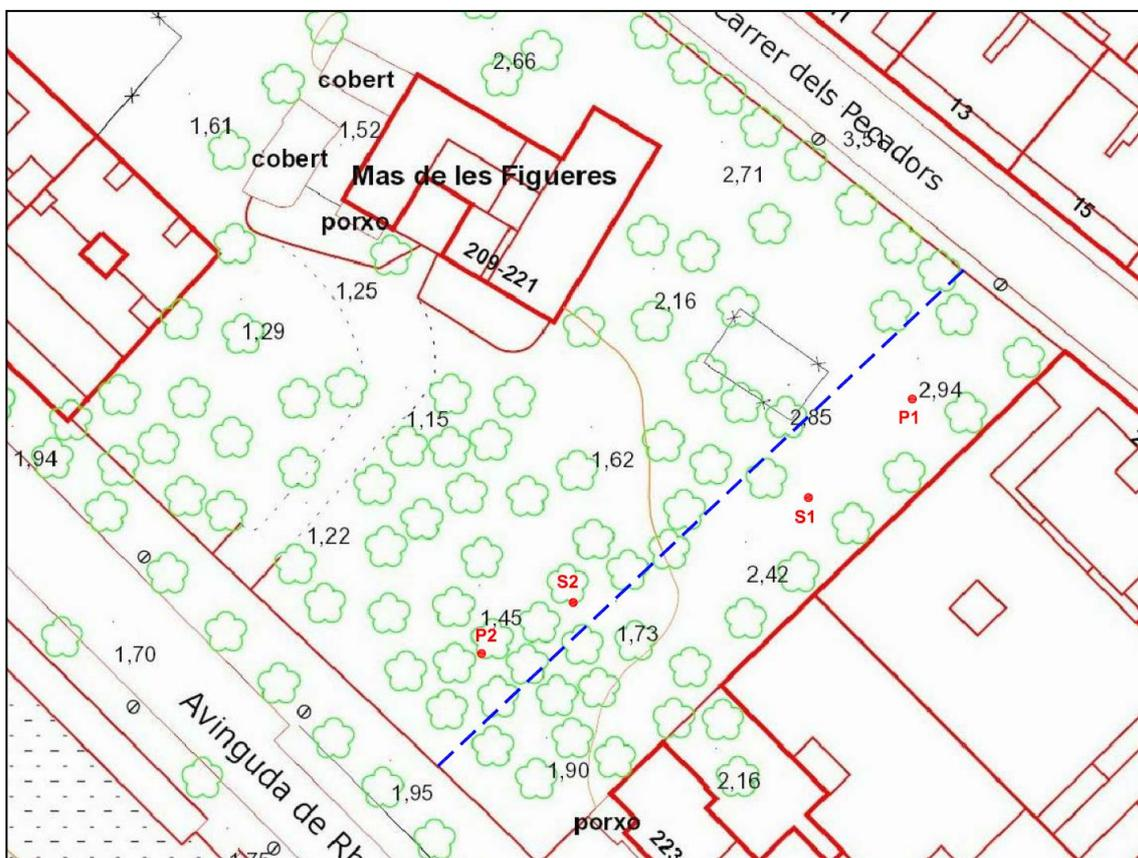 2,66
cobert
1,61
1,52
cobert
Mas de les Figueres
porxo
209-221
1,25
1,29
2,71
Carrer dels Pecadors
13
15
2,16
2,94
P1
2,85
1,15
1,94
1,62
S1
1,22
2,42
S2
1,45
P2
1,73
1,70
Avinguda de Rh
1,95
1,90
2,16
porxo
223